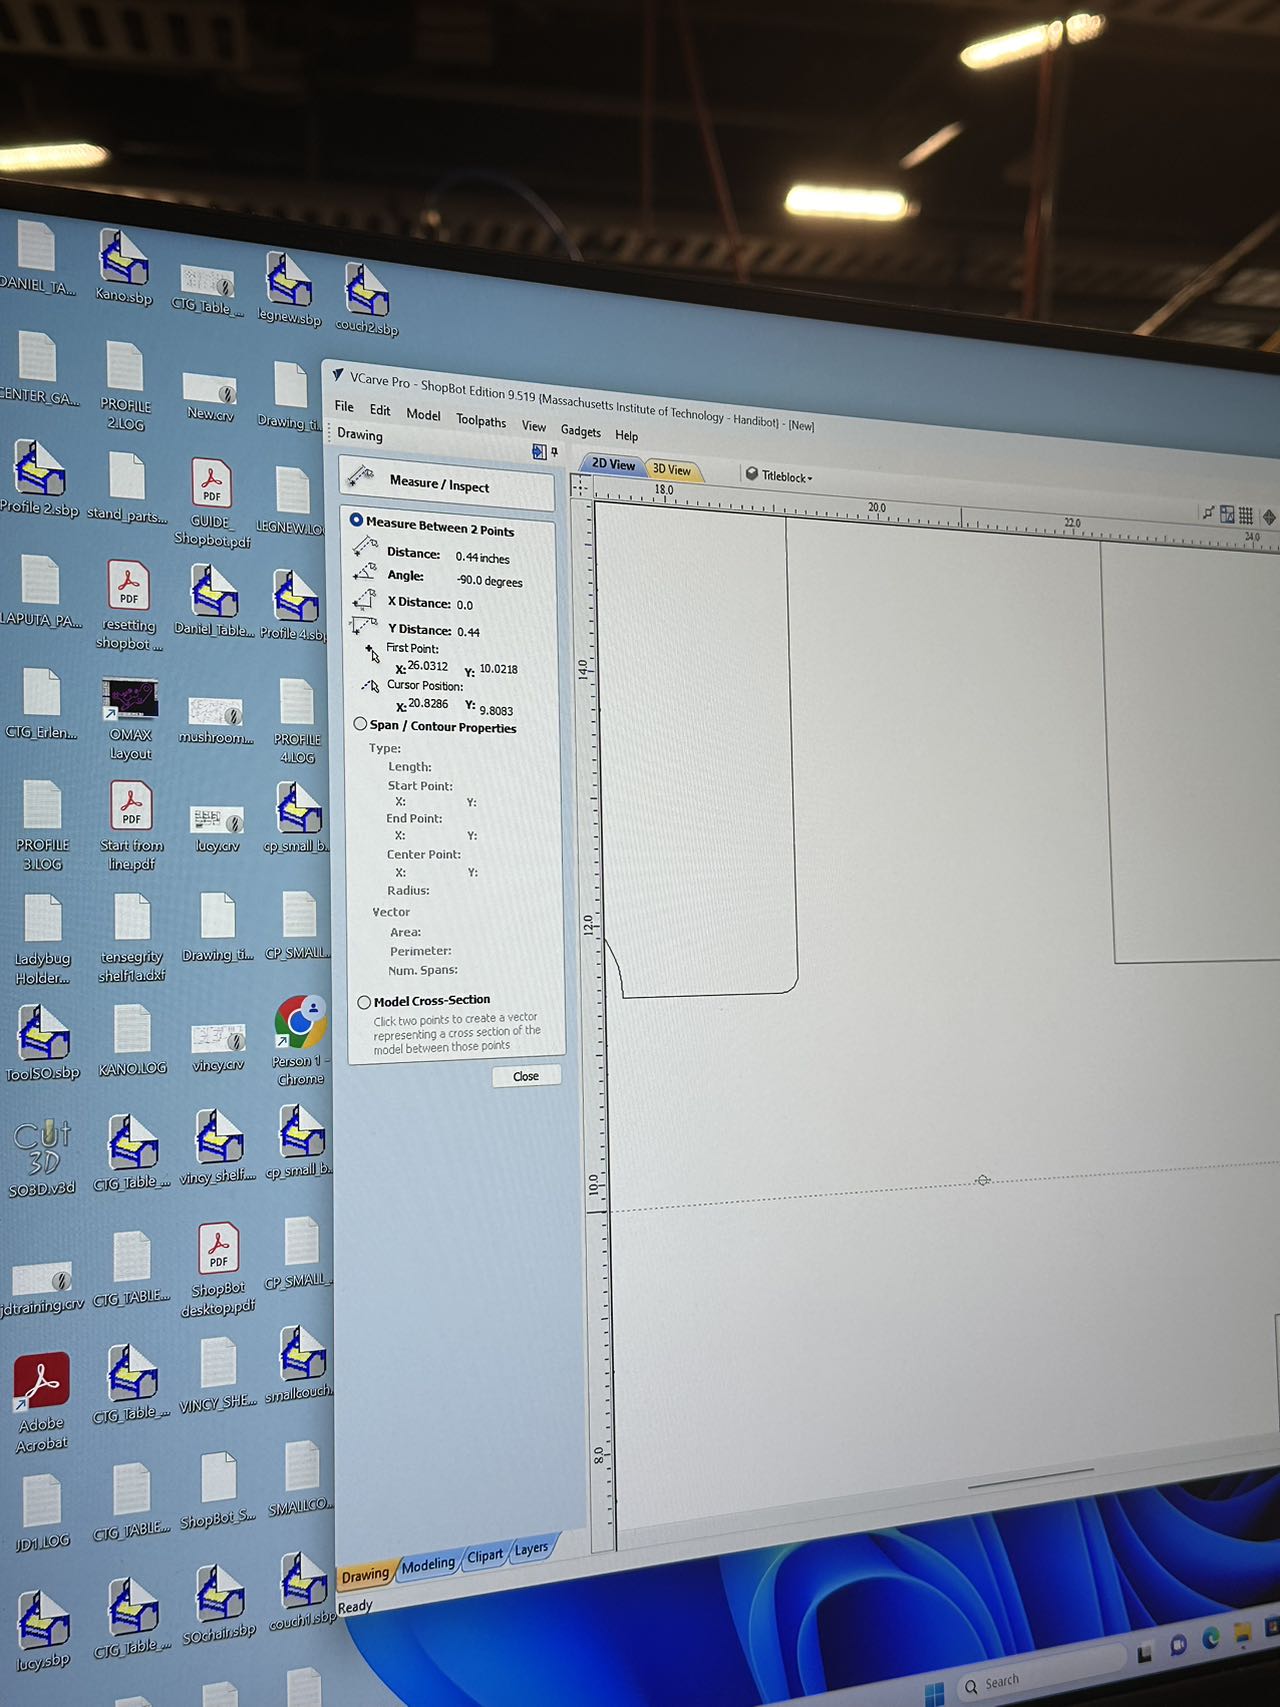 DANIEL_TA...
Kano.sbp
CTG_Table_...
legnew.sbp
couch2.sbp
CENTER_GA...
PROFILE
2.LOG
New.crv
Drawing_ti...
Profile 2.sbp
stand_parts...
PDF
GUIDE_
Shopbot.pdf
LEGNEW.LO
LAPUTA_PA...
PDF
resetting
shopbot ...
Daniel_Table...
Profile 4.sbp
CTG_Erlen...
OMAX
Layout
mushroom...
PROFILE
4.LOG
PROFILE
3.LOG
PDF
Start from
line.pdf
lucy.crv
cp_small_b...
Ladybug
Holder...
tensegrity
shelf1a.dxf
Drawing_ti...
CP_SMALL...
ToolSO.sbp
KANO.LOG
vincy.crv
Person 1 -
Chrome
Cut
3D
SO3D.v3d
CTG_Table_...
vincy_shelf....
cp_small_b...
jdtraining.crv
CTG_TABLE...
PDF
ShopBot
desktop.pdf
CP_SMALL_...
Adobe
Acrobat
CTG_Table_...
VINCY_SHE...
smallcouch.
JD1.LOG
CTG_TABLE...
ShopBot_S...
SMALLCO...
lucy.sbp
CTG_Table_...
SOchair.sbp
couch1.sbp
VCarve Pro - ShopBot Edition 9.519 {Massachusetts Institute of Technology - Handibot} - [New]
File Edit Model Toolpaths View Gadgets Help
Drawing
2D View 3D View Titleblock
Measure / Inspect
18.0 20.0 22.0 24.0
Measure Between 2 Points
Distance: 0.44 inches
Angle: -90.0 degrees
X Distance: 0.0
Y Distance: 0.44
First Point:
X: 26.0312 Y: 10.0218
Cursor Position:
X: 20.8286 Y: 9.8083
Span / Contour Properties
Type:
Length:
Start Point:
X: Y:
End Point:
X: Y:
Center Point:
X: Y:
Radius:
Vector
Area:
Perimeter:
Num. Spans:
Model Cross-Section
Click two points to create a vector
representing a cross section of the
model between those points
Close
14.0
12.0
10.0
8.0
Drawing Modeling Clipart Layers
Ready
Search